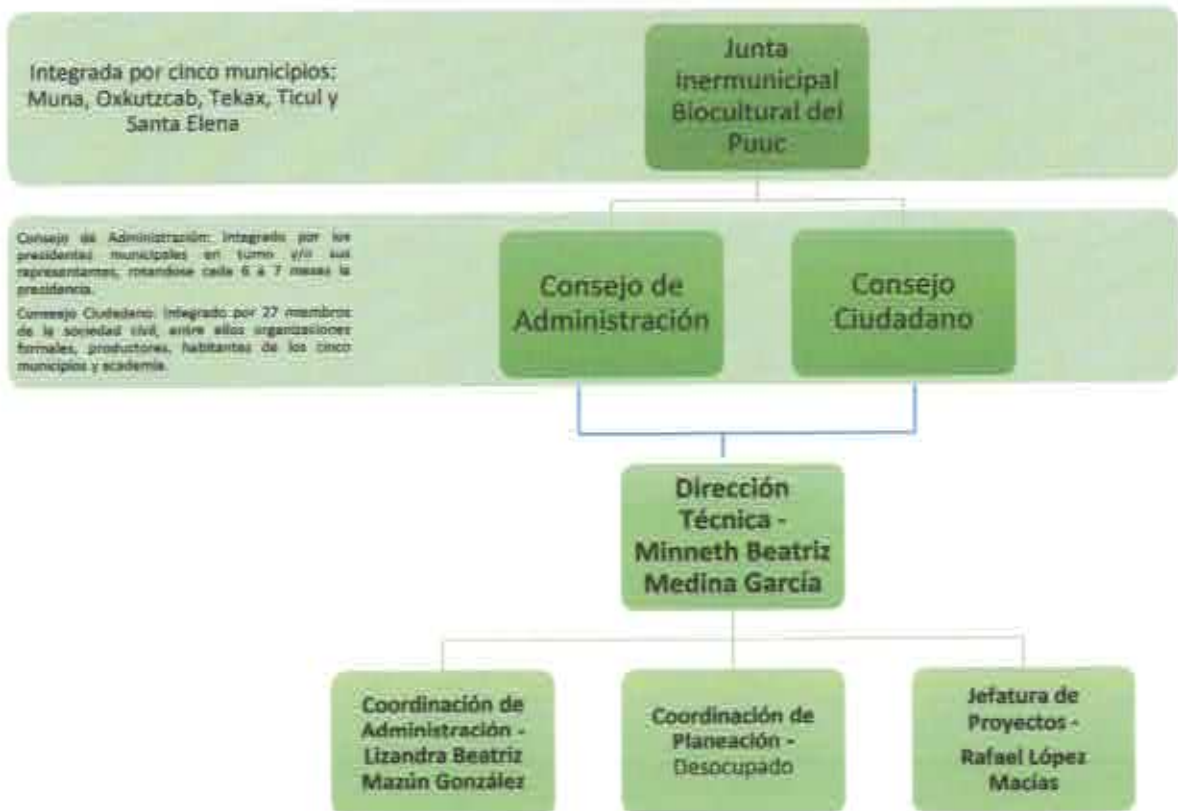 Integrada por cinco municipios:
Muna, Oxkutzcab, Tekax, Ticul y
Santa Elena
Junta
Inermunicipal
Biocultural del
Puuc
Consejo de Administración: Integrado por los
presidentes municipales en turno y/o sus
representantes, rotandose cada 6 a 7 meses la
presidencia.
Conseejo Ciudadano: Integrado por 27 miembros
de la sociedad civil, entre ellos organizaciones
formales, productores, habitantes de los cinco
municipios y academia.
Consejo de
Administración
Consejo
Ciudadano
Dirección
Técnica -
Minneth Beatriz
Medina García
Coordinación de
Administración -
Lizandra Beatriz
Mazún González
Coordinación de
Planeación -
Desocupado
Jefatura de
Proyectos -
Rafael López
Macías